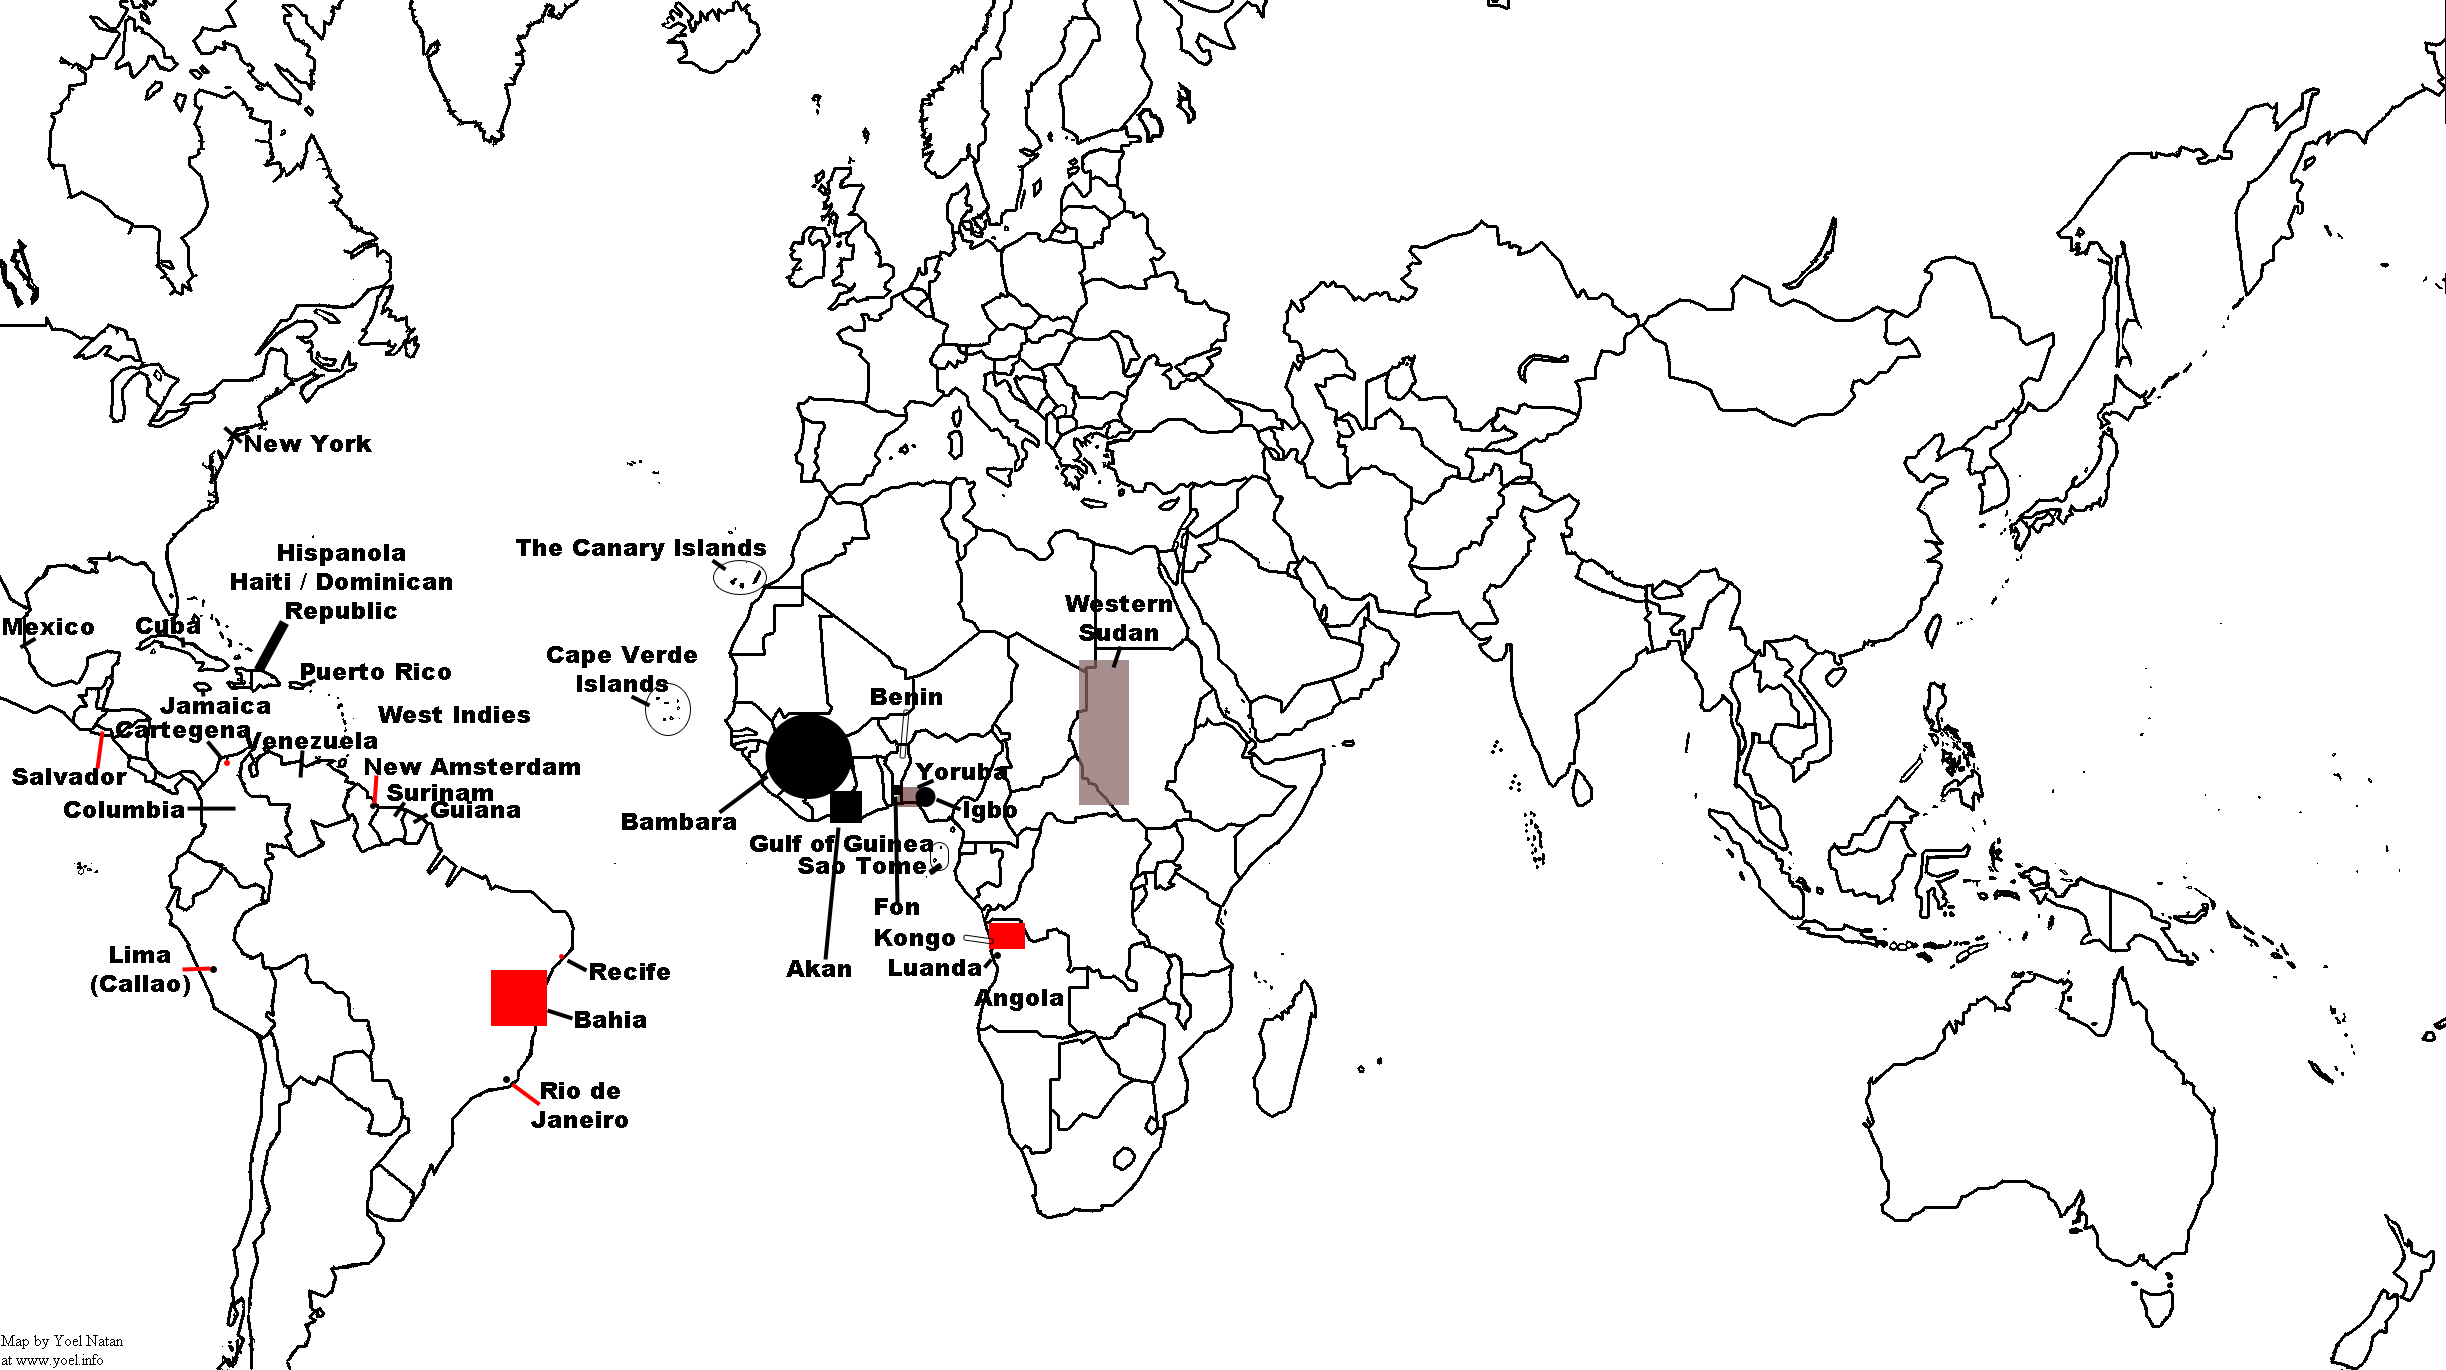 New York
Hispanola
Haiti / Dominican
Republic
Mexico
Cuba
Puerto Rico
Jamaica
West Indies
Cartegena
Venezuela
Salvador
New Amsterdam
Surinam
Columbia
Guiana
Lima
(Callao)
Recife
Bahia
Rio de
Janeiro
The Canary Islands
Cape Verde
Islands
Western
Sudan
Benin
Yoruba
Igbo
Bambara
Gulf of Guinea
Sao Tome
Fon
Kongo
Akan
Luanda
Angola
Map by Yoel Natan
at www.yoel.info